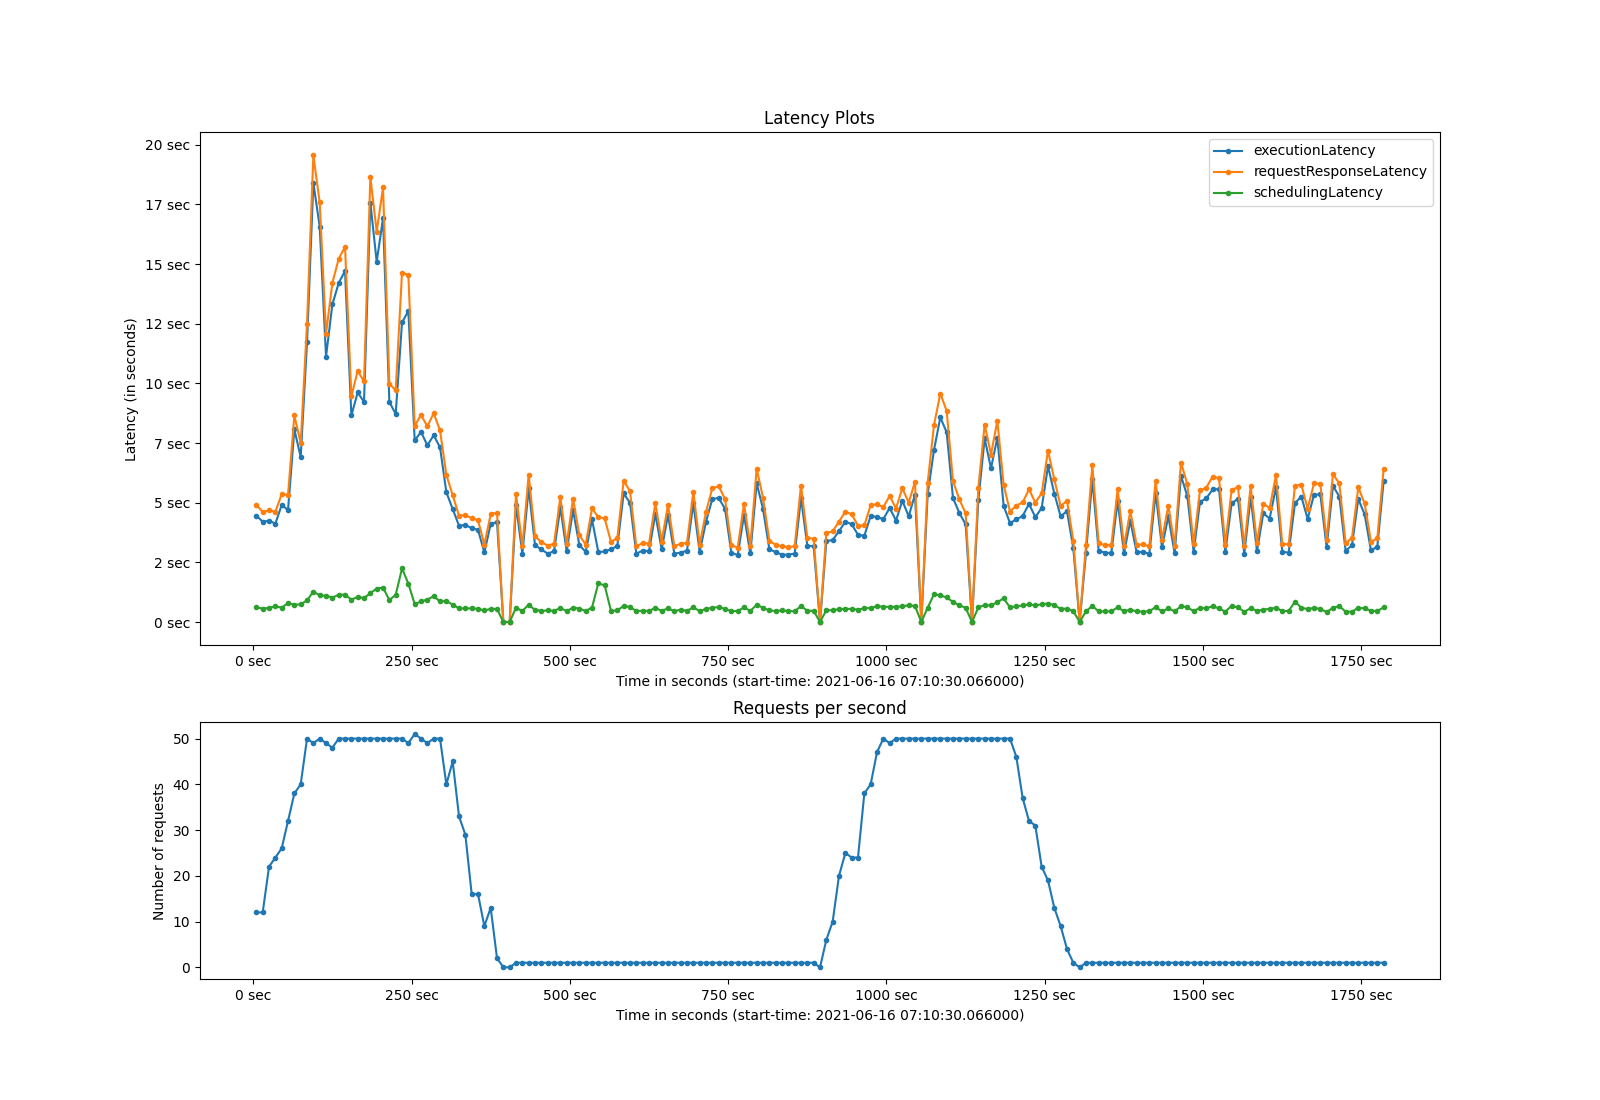 Latency Plots
20 sec
17 sec
15 sec
12 sec
10 sec
7 sec
5 sec
2 sec
0 sec
Latency (in seconds)
executionLatency
requestResponseLatency
schedulingLatency
0 sec 250 sec 500 sec 750 sec 1000 sec 1250 sec 1500 sec 1750 sec
Time in seconds (start-time: 2021-06-16 07:10:30.066000)
Requests per second
50
40
30
20
10
0
Number of requests
0 sec 250 sec 500 sec 750 sec 1000 sec 1250 sec 1500 sec 1750 sec
Time in seconds (start-time: 2021-06-16 07:10:30.066000)